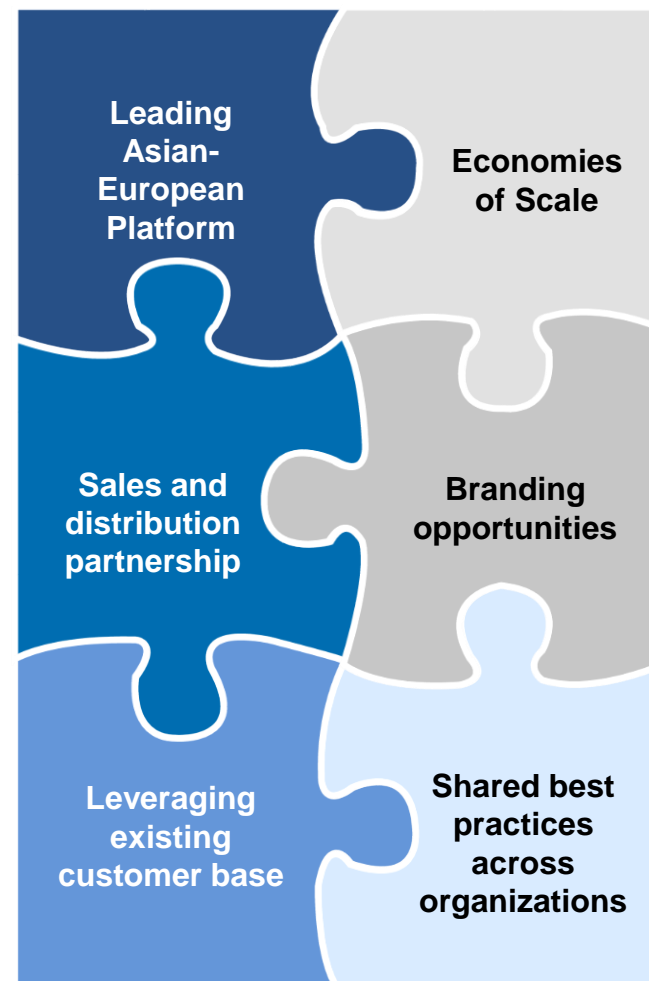 Leading
Asian-
European
Platform
Economies
of Scale
Sales and
distribution
partnership
Branding
opportunities
Leveraging
existing
customer base
Shared best
practices
across
organizations